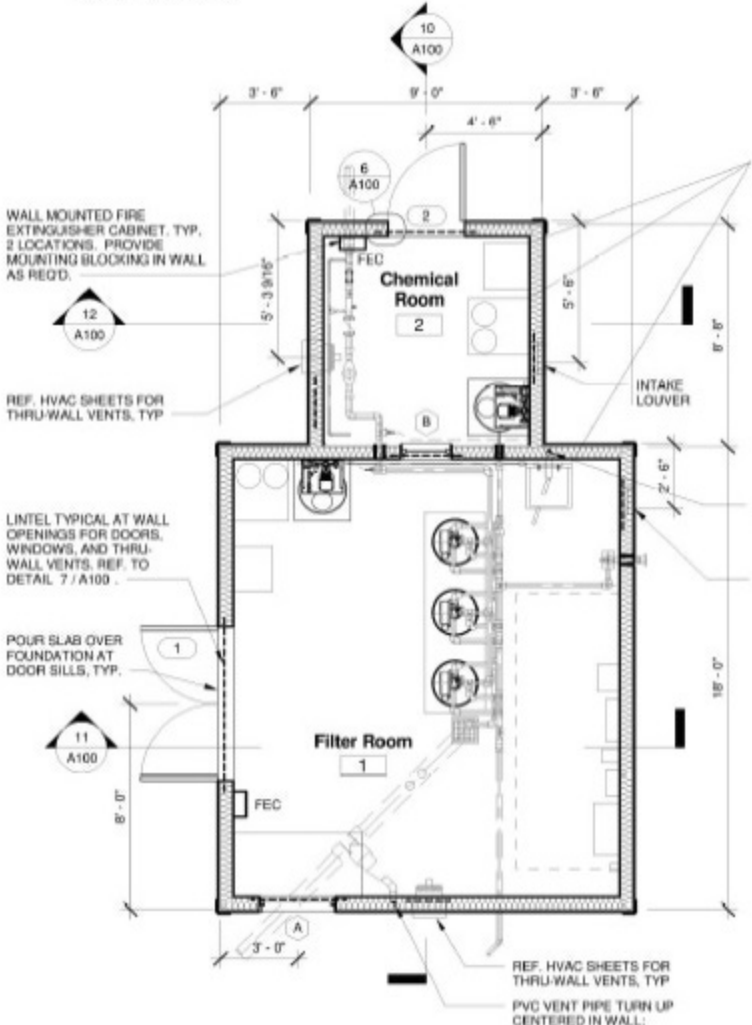 10
A100
3' - 6"
9' - 0"
3' - 6"
4' - 6"
6
A100
WALL MOUNTED FIRE
EXTINGUISHER CABINET. TYP.
2 LOCATIONS. PROVIDE
MOUNTING BLOCKING IN WALL
AS REQ'D.
2
FEC
Chemical
Room
2
5' - 3 9/16"
5' - 6"
8' - 8"
12
A100
REF. HVAC SHEETS FOR
THRU-WALL VENTS, TYP
INTAKE
LOUVER
B
2' - 6"
LINTEL TYPICAL AT WALL
OPENINGS FOR DOORS,
WINDOWS, AND THRU-
WALL VENTS. REF. TO
DETAIL 7 / A100 .
POUR SLAB OVER
FOUNDATION AT
DOOR SILLS, TYP.
1
18' - 0"
11
A100
Filter Room
1
8' - 0"
FEC
A
3' - 0"
REF. HVAC SHEETS FOR
THRU-WALL VENTS, TYP
PVC VENT PIPE TURN UP
CENTERED IN WALL;